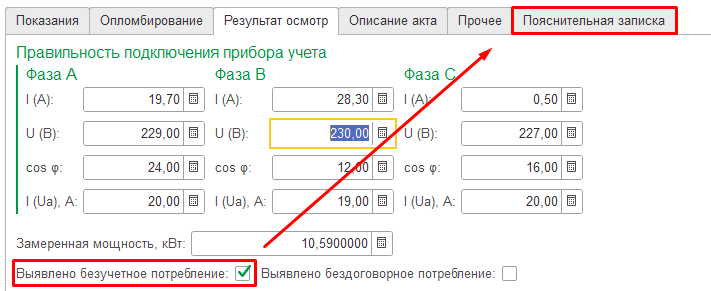 Показания Опломбирование Результат осмотр Описание акта Прочее Пояснительная записка
Правильность подключения прибора учета
Фаза A Фаза B Фаза C
I (A): 19,70 I (A): 28,30 I (A): 0,50
U (B): 229,00 U (B): 230,00 U (B): 227,00
cos φ: 24,00 cos φ: 12,00 cos φ: 16,00
I (Ua), A: 20,00 I (Ua), A: 19,00 I (Ua), A: 20,00
Замеренная мощность, кВт: 10,5900000
Выявлено безучетное потребление: Выявлено бездоговорное потребление: